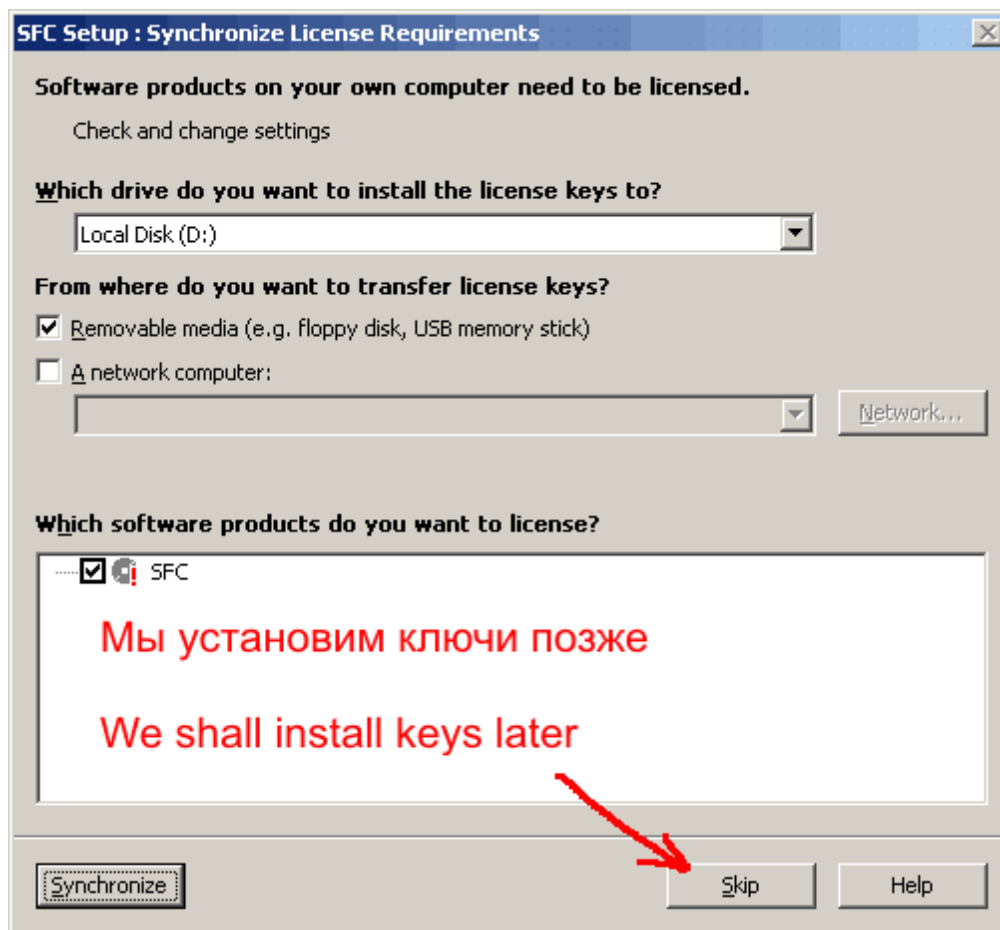 SFC Setup : Synchronize License Requirements
Software products on your own computer need to be licensed.
Check and change settings
Which drive do you want to install the license keys to?
Local Disk (D:)
From where do you want to transfer license keys?
Removable media (e.g. floppy disk, USB memory stick)
A network computer:
Network...
Which software products do you want to license?
SFC
Мы установим ключи позже
We shall install keys later
Synchronize Skip Help